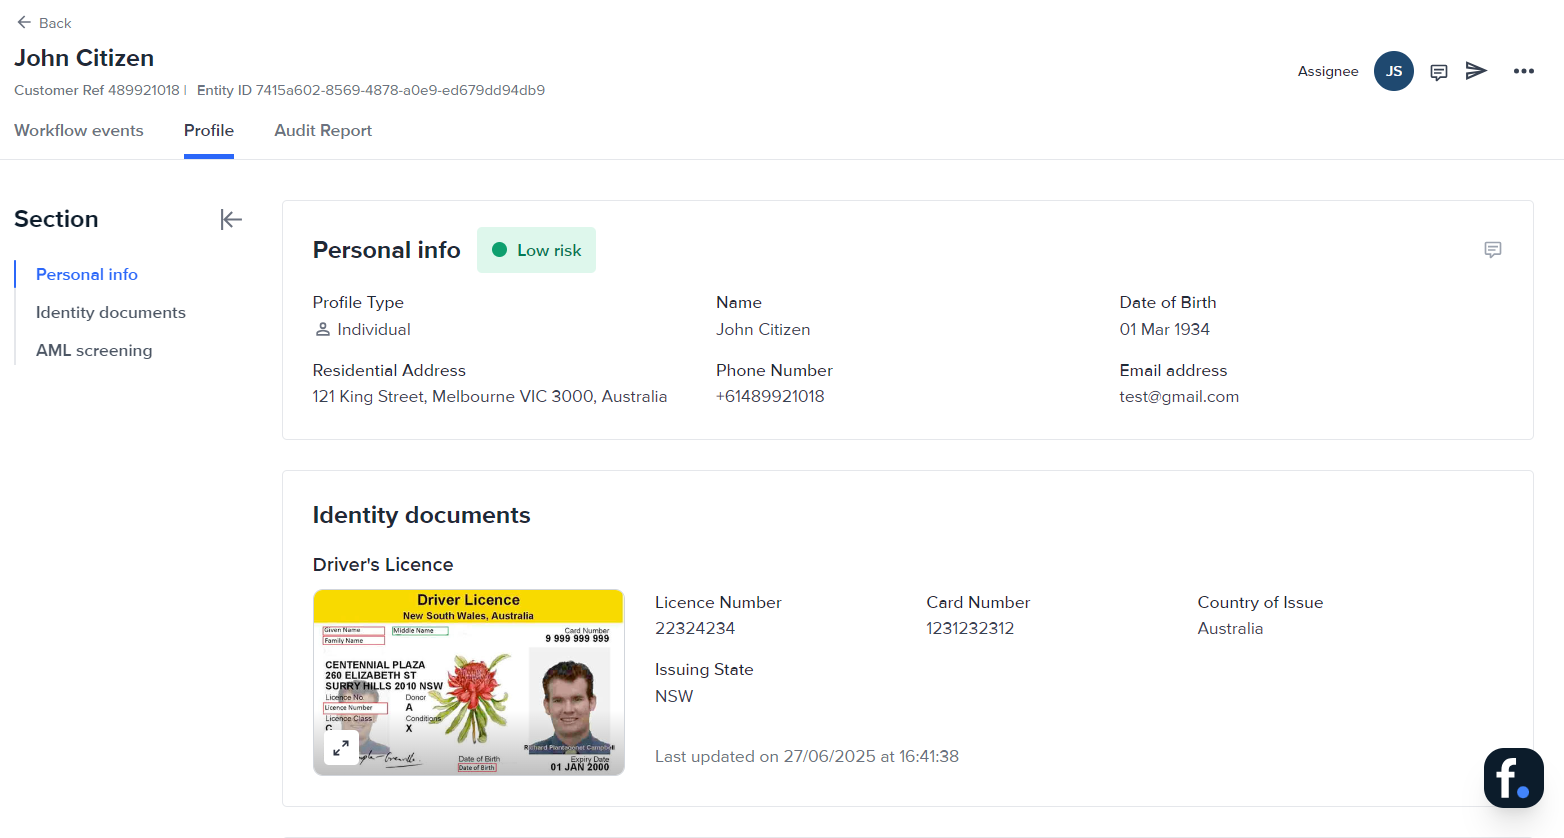 Back
John Citizen
Customer Ref 489921018 | Entity ID 7415a602-8569-4878-a0e9-ed679dd94db9
Assignee JS
Workflow events Profile Audit Report
Section
Personal info
Identity documents
AML screening
Personal info Low risk
Profile Type Name Date of Birth
Individual John Citizen 01 Mar 1934
Residential Address Phone Number Email address
121 King Street, Melbourne VIC 3000, Australia +61489921018 test@gmail.com
Identity documents
Driver's Licence
Driver Licence
New South Wales, Australia
Given Name Middle Name Card Number
Family Name 9 999 999 999
CENTENNIAL PLAZA
260 ELIZABETH ST
SURRY HILLS 2010 NSW
Licence No. Donor
Licence Number A
Licence Class Conditions
C X
Richard Plantagenet Campbell
Date of Birth Expiry Date
Date of Birth 01 JAN 2000
Licence Number Card Number Country of Issue
22324234 1231232312 Australia
Issuing State
NSW
Last updated on 27/06/2025 at 16:41:38
f.